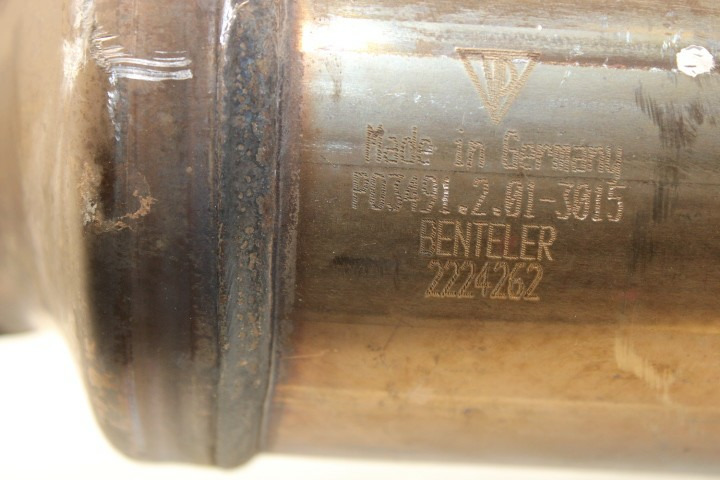 Made in Germany
P03491.2.01-3015
BENTELER
2224262